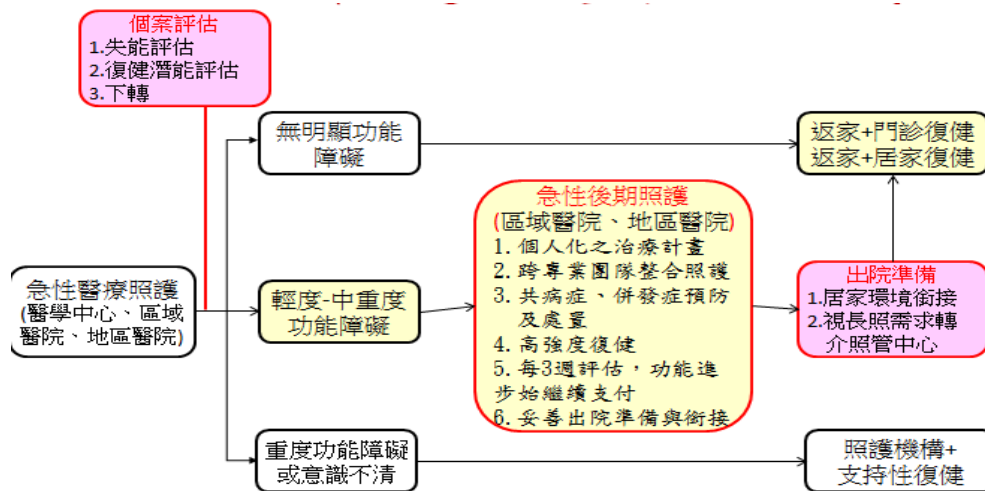 個案評估
1.失能評估
2.復健潛能評估
3.下轉
無明顯功能
障礙
返家+門診復健
返家+居家復健
急性後期照護
(區域醫院、地區醫院)
1. 個人化之治療計畫
2. 跨專業團隊整合照護
3. 共病症、併發症預防
及處置
4. 高強度復健
5. 每3週評估，功能進
步始繼續支付
6. 妥善出院準備與銜接
急性醫療照護
(醫學中心、區域
醫院、地區醫院)
輕度-中重度
功能障礙
出院準備
1.居家環境銜接
2.視長照需求轉
介照管中心
重度功能障礙
或意識不清
照護機構+
支持性復健